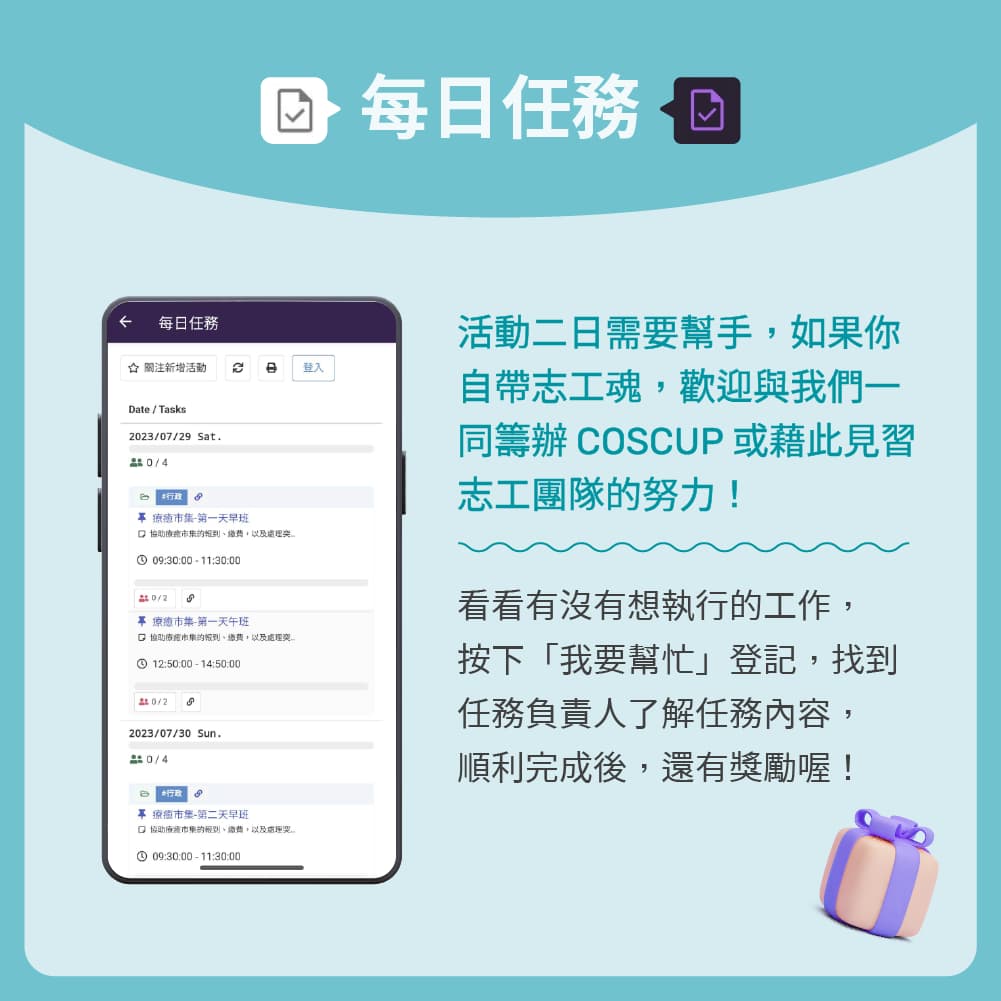 每日任務
每日任務
關注新增活動
登入
Date / Tasks
2023/07/29 Sat.
0 / 4
#行政
療癒市集-第一天早班
協助療癒市集的報到、繳費，以及處理突...
09:30:00 - 11:30:00
0 / 2
療癒市集-第一天午班
協助療癒市集的報到、繳費，以及處理突...
12:50:00 - 14:50:00
0 / 2
2023/07/30 Sun.
0 / 4
#行政
療癒市集-第二天早班
協助療癒市集的報到、繳費，以及處理突...
09:30:00 - 11:30:00
活動二日需要幫手，如果你
自帶志工魂，歡迎與我們一
同籌辦 COSCUP 或藉此見習
志工團隊的努力！
看看有沒有想執行的工作，
按下「我要幫忙」登記，找到
任務負責人了解任務內容，
順利完成後，還有獎勵喔！